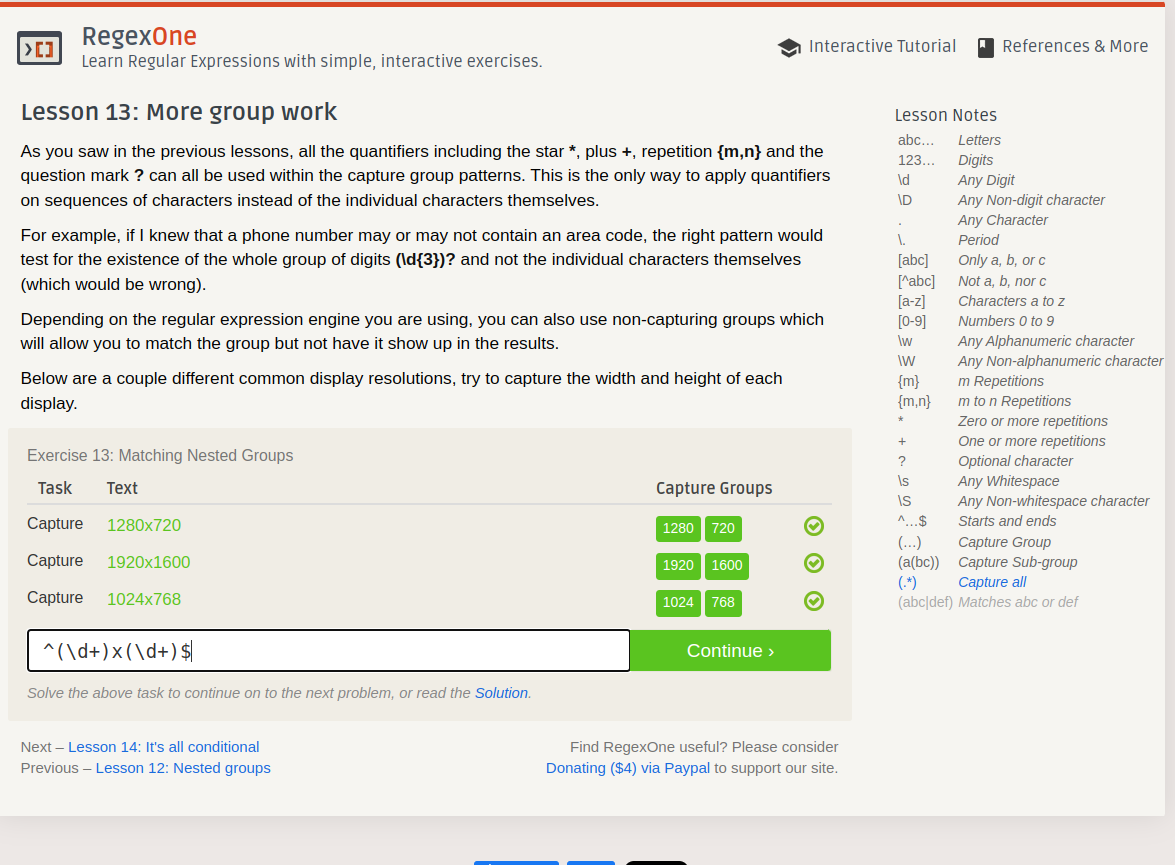 RegexOne
Learn Regular Expressions with simple, interactive exercises.
Interactive Tutorial
References & More
Lesson 13: More group work
As you saw in the previous lessons, all the quantifiers including the star *, plus +, repetition {m,n} and the
question mark ? can all be used within the capture group patterns. This is the only way to apply quantifiers
on sequences of characters instead of the individual characters themselves.
For example, if I knew that a phone number may or may not contain an area code, the right pattern would
test for the existence of the whole group of digits (\d{3})? and not the individual characters themselves
(which would be wrong).
Depending on the regular expression engine you are using, you can also use non-capturing groups which
will allow you to match the group but not have it show up in the results.
Below are a couple different common display resolutions, try to capture the width and height of each
display.
Exercise 13: Matching Nested Groups
Task Text Capture Groups
Capture 1280x720 1280 720
Capture 1920x1600 1920 1600
Capture 1024x768 1024 768
^(\d+)x(\d+)$
Continue ›
Solve the above task to continue on to the next problem, or read the Solution.
Next – Lesson 14: It's all conditional
Previous – Lesson 12: Nested groups
Find RegexOne useful? Please consider
Donating ($4) via Paypal to support our site.
Lesson Notes
abc… Letters
123… Digits
\d Any Digit
\D Any Non-digit character
. Any Character
\. Period
[abc] Only a, b, or c
[^abc] Not a, b, nor c
[a-z] Characters a to z
[0-9] Numbers 0 to 9
\w Any Alphanumeric character
\W Any Non-alphanumeric character
{m} m Repetitions
{m,n} m to n Repetitions
* Zero or more repetitions
+ One or more repetitions
? Optional character
\s Any Whitespace
\S Any Non-whitespace character
^…$ Starts and ends
(…) Capture Group
(a(bc)) Capture Sub-group
(.*) Capture all
(abc|def) Matches abc or def